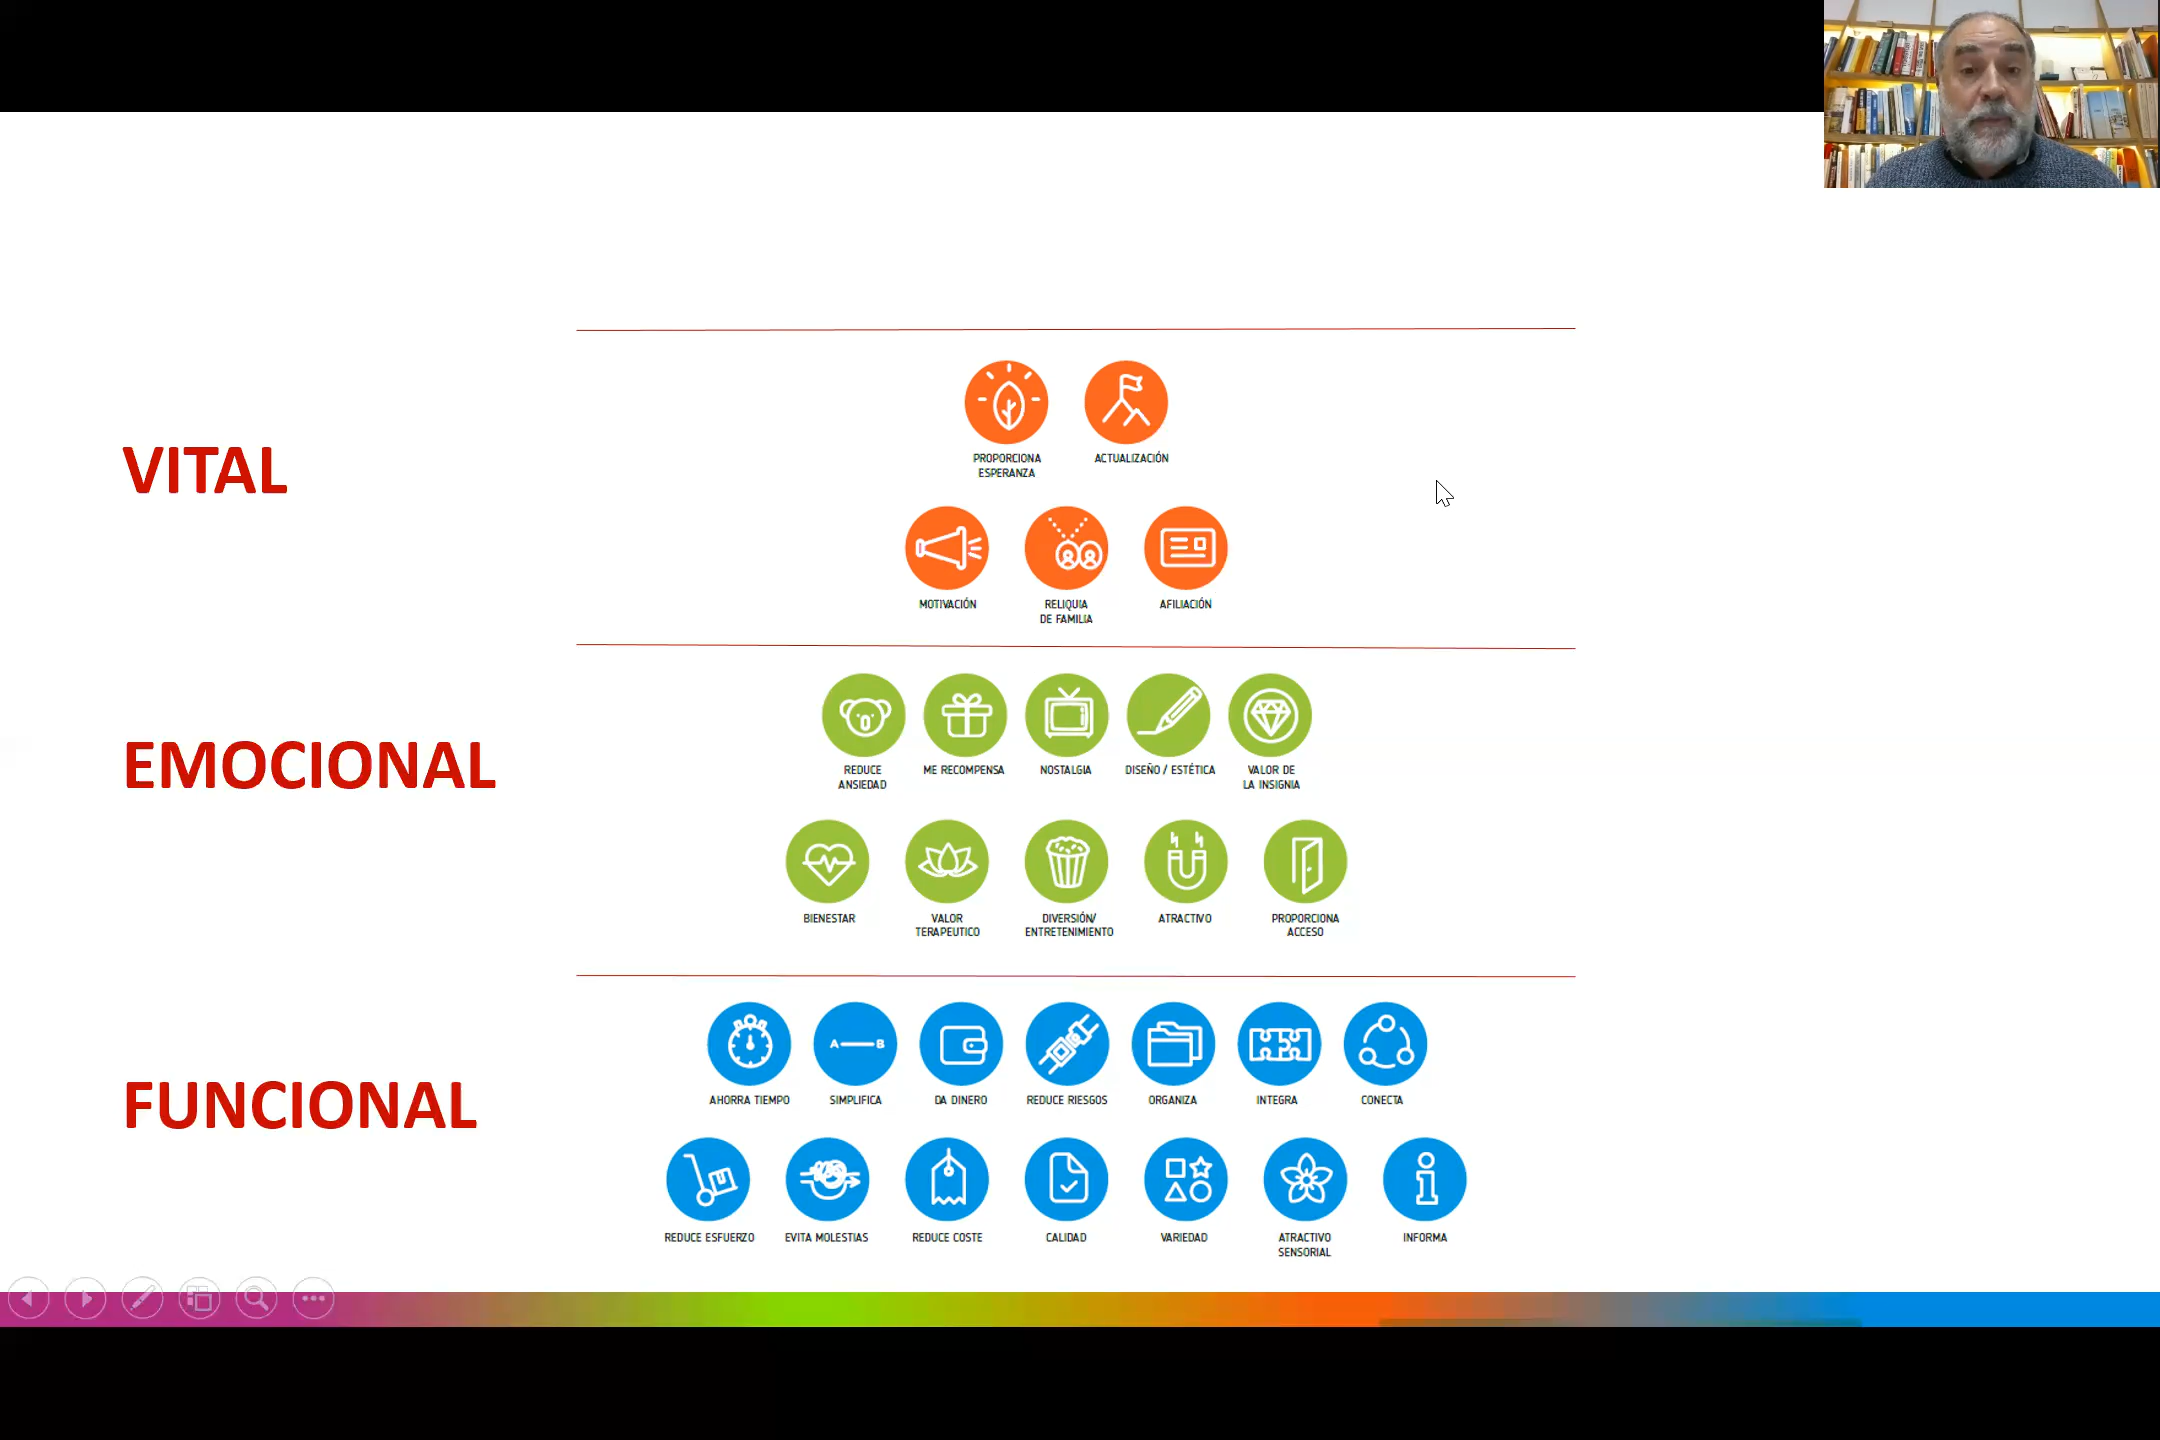 VITAL
PROPORCIONA
ESPERANZA
ACTUALIZACIÓN
MOTIVACIÓN
RELIQUIA
DE FAMILIA
AFILIACIÓN
EMOCIONAL
REDUCE
ANSIEDAD
ME RECOMPENSA
NOSTALGIA
DISEÑO / ESTÉTICA
VALOR DE
LA INSIGNIA
BIENESTAR
VALOR
TERAPEUTICO
DIVERSIÓN/
ENTRETENIMIENTO
ATRACTIVO
PROPORCIONA
ACCESO
FUNCIONAL
A B
AHORRA TIEMPO
SIMPLIFICA
DA DINERO
REDUCE RIESGOS
ORGANIZA
INTEGRA
CONECTA
REDUCE ESFUERZO
EVITA MOLESTIAS
REDUCE COSTE
CALIDAD
VARIEDAD
ATRACTIVO
SENSORIAL
INFORMA